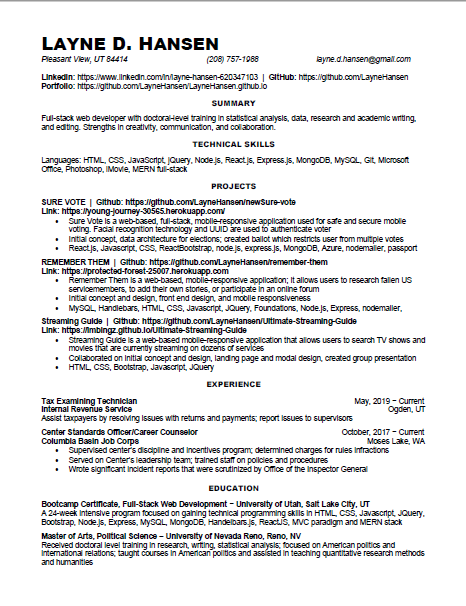 LAYNE D. HANSEN
Pleasant View, UT 84414 (208) 757-1988 layne.d.hansen@gmail.com
LinkedIn: https://www.linkedin.com/in/layne-hansen-620347103 | GitHub: https://github.com/LayneHansen
Portfolio: https://github.com/LayneHansen/LayneHansen.github.io
SUMMARY
Full-stack web developer with doctoral-level training in statistical analysis, data, research and academic writing,
and editing. Strengths in creativity, communication, and collaboration.
TECHNICAL SKILLS
Languages: HTML, CSS, JavaScript, jQuery, Node.js, React.js, Express.js, MongoDB, MySQL, Git, Microsoft
Office, Photoshop, iMovie, MERN full-stack
PROJECTS
SURE VOTE | Github: https://github.com/LayneHansen/newSure-vote
Link: https://young-journey-30565.herokuapp.com/
• Sure Vote is a web-based, full-stack, mobile-responsive application used for safe and secure mobile
voting. Facial recognition technology and UUID are used to authenticate voter
• Initial concept, data architecture for elections; created ballot which restricts user from multiple votes
• React.js, Javascript, CSS, ReactBootstrap, node.js, express.js, MongoDB, Azure, nodemailer, passport
REMEMBER THEM | Github: https://github.com/LayneHansen/remember-them
Link: https://protected-forest-25007.herokuapp.com
• Remember Them is a web-based, mobile-responsive application; it allows users to research fallen US
servicemembers, to add their own stories, or participate in an online forum
• Initial concept and design, front end design, and mobile responsiveness
• MySQL, Handlebars, HTML, CSS, Javascript, JQuery, Foundations, Node.js, Express, nodemailer,
Streaming Guide | Github: https://github.com/LayneHansen/Ultimate-Streaming-Guide
Link: https://imbingz.github.io/Ultimate-Streaming-Guide
• Streaming Guide is a web-based mobile-responsive application that allows users to search TV shows and
movies that are currently streaming on dozens of services
• Collaborated on initial concept and design, landing page and modal design, created group presentation
• HTML, CSS, Bootstrap, Javascript, JQuery
EXPERIENCE
Tax Examining Technician May, 2019 – Current
Internal Revenue Service Ogden, UT
Assist taxpayers by resolving issues with returns and payments; report issues to supervisors
Center Standards Officer/Career Counselor October, 2017 – Current
Columbia Basin Job Corps Moses Lake, WA
• Supervised center's discipline and incentives program; determined charges for rules infractions
• Served on Center's leadership team; trained staff on policies and procedures
• Wrote significant incident reports that were scrutinized by Office of the Inspector General
EDUCATION
Bootcamp Certificate, Full-Stack Web Development – University of Utah, Salt Lake City, UT
A 24-week intensive program focused on gaining technical programming skills in HTML, CSS, Javascript, JQuery,
Bootstrap, Node.js, Express, MySQL, MongoDB, Handelbars.js, ReactJS, MVC paradigm and MERN stack
Master of Arts, Political Science – University of Nevada Reno, Reno, NV
Received doctoral level training in research, writing, statistical analysis; focused on American politics and
international relations; taught courses in American politics and assisted in teaching quantitative research methods
and humanities